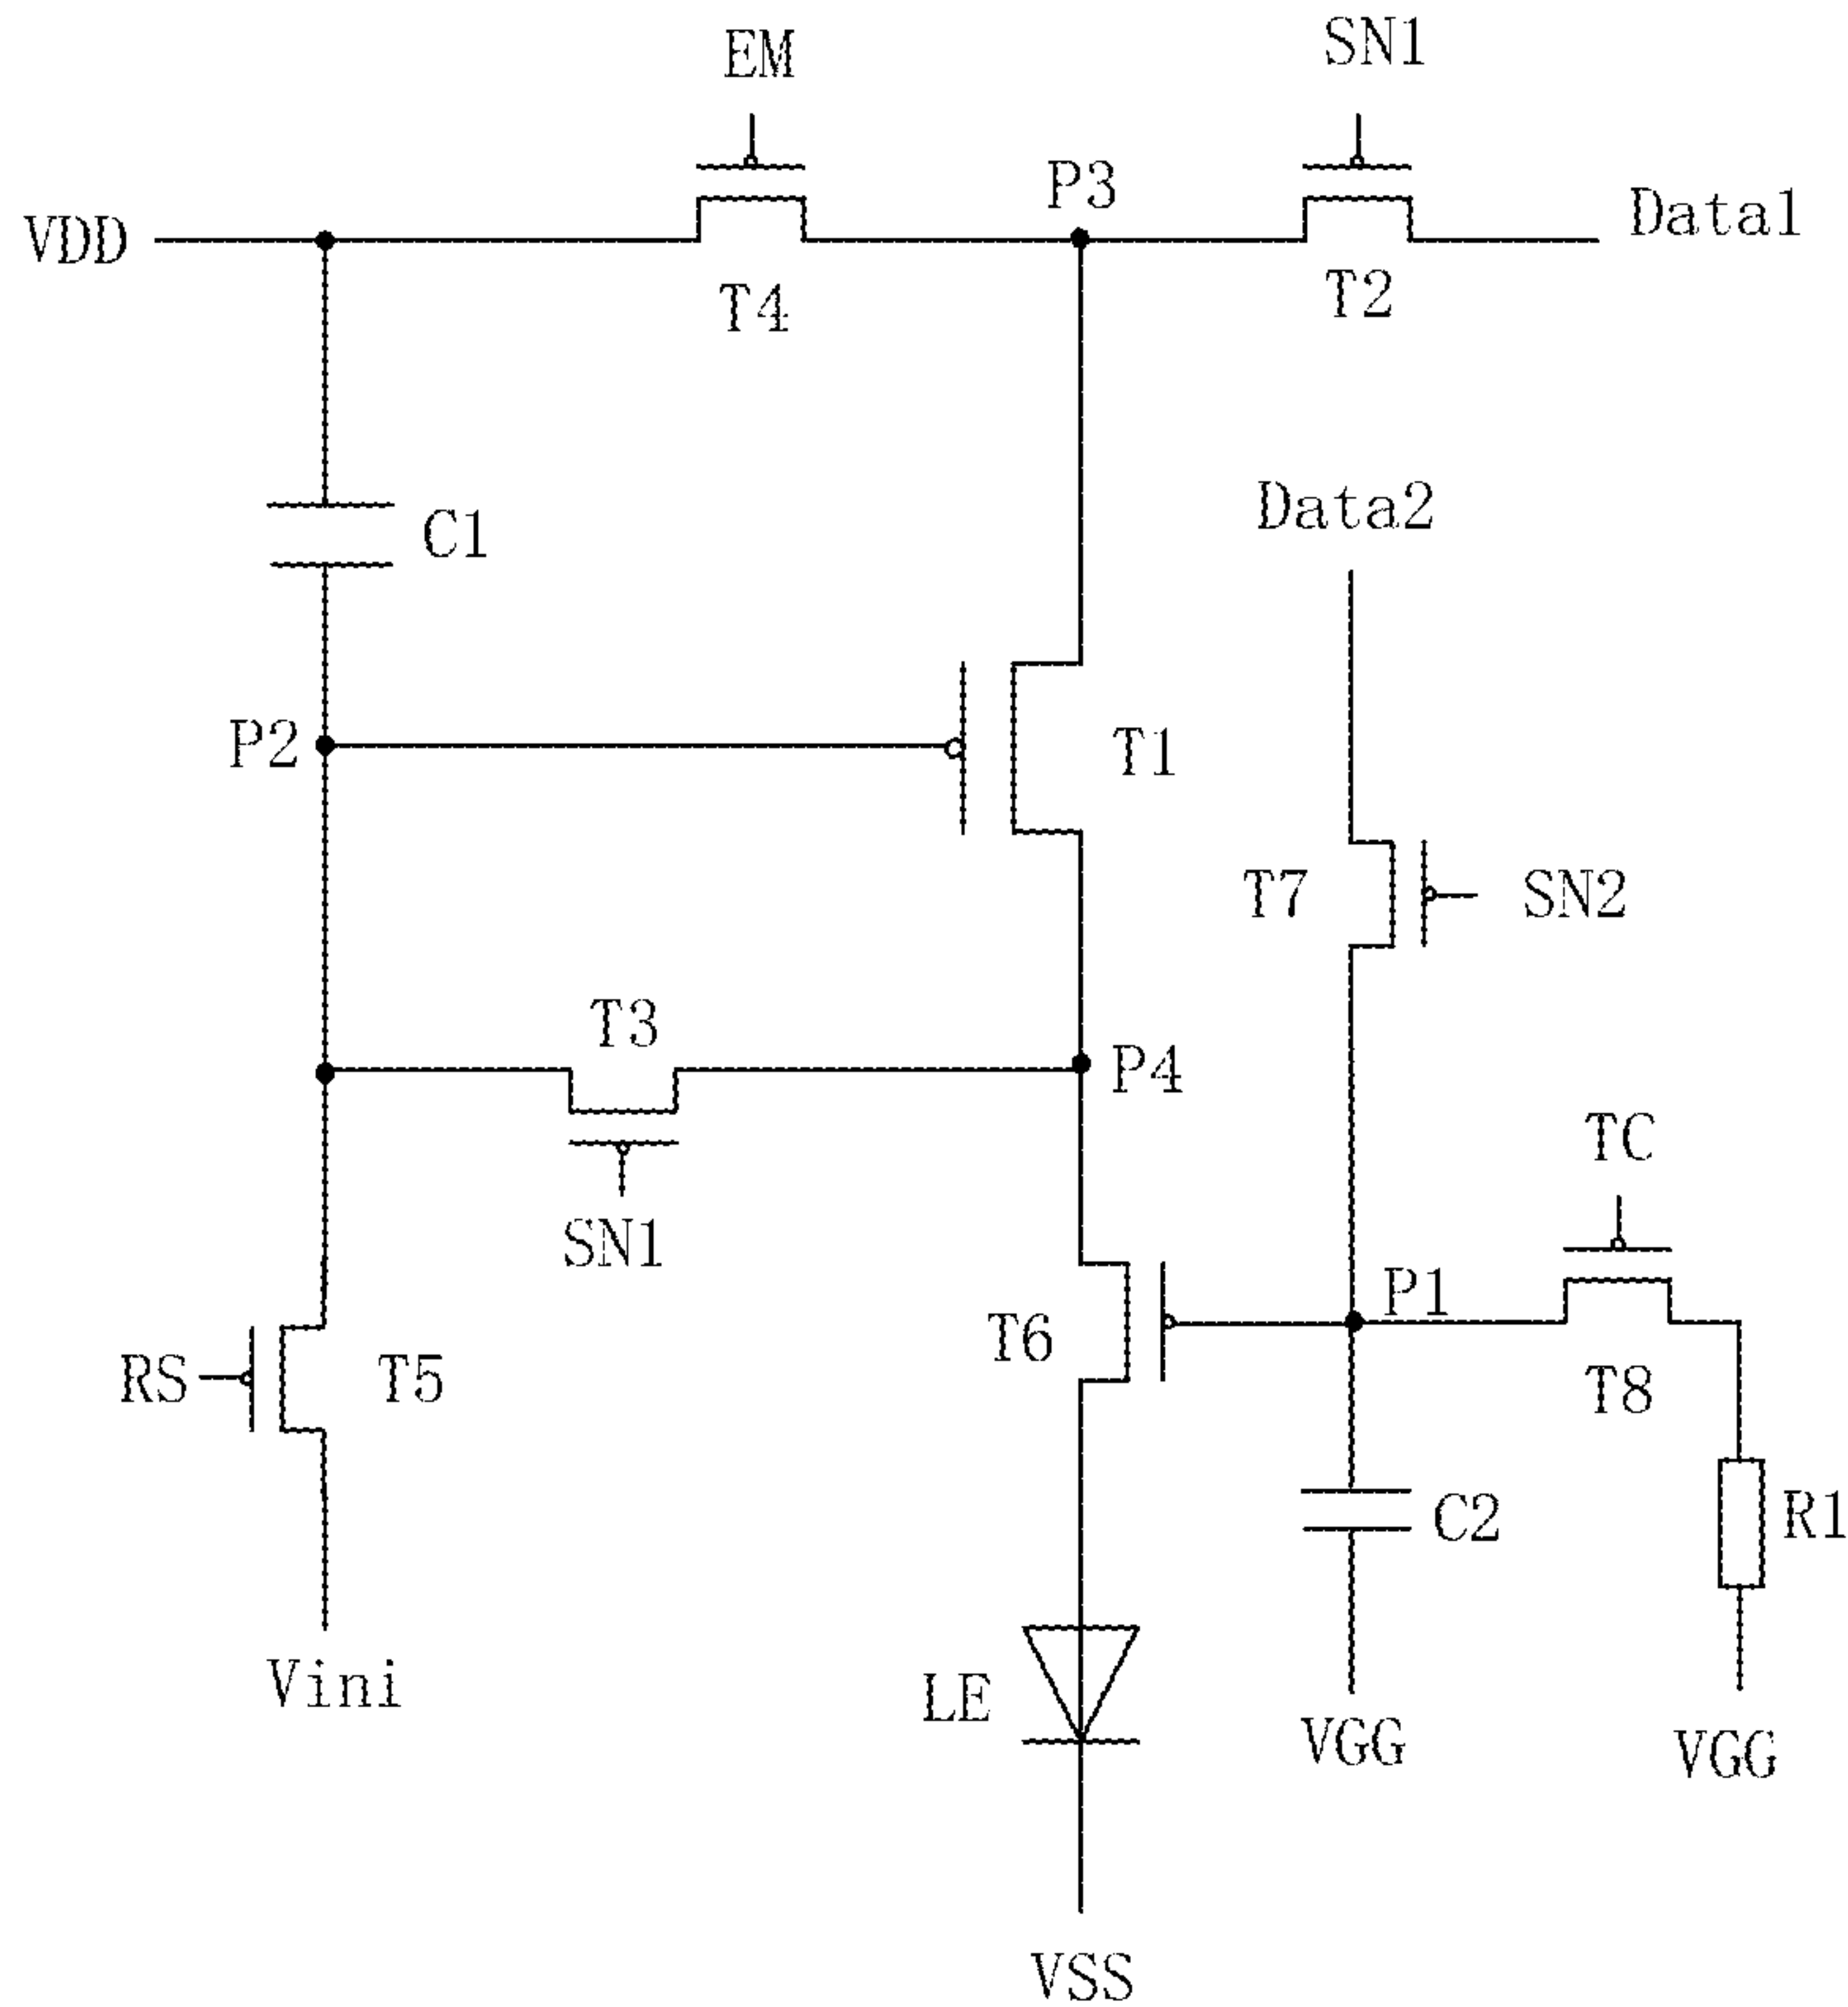 EM
SN1
P3
VDD
Data1
T4
T2
Data2
C1
P2
T1
T7
SN2
T3
P4
TC
SN1
P1
T6
RS
T5
T8
C2
R1
Vini
LE
VGG
VGG
VSS